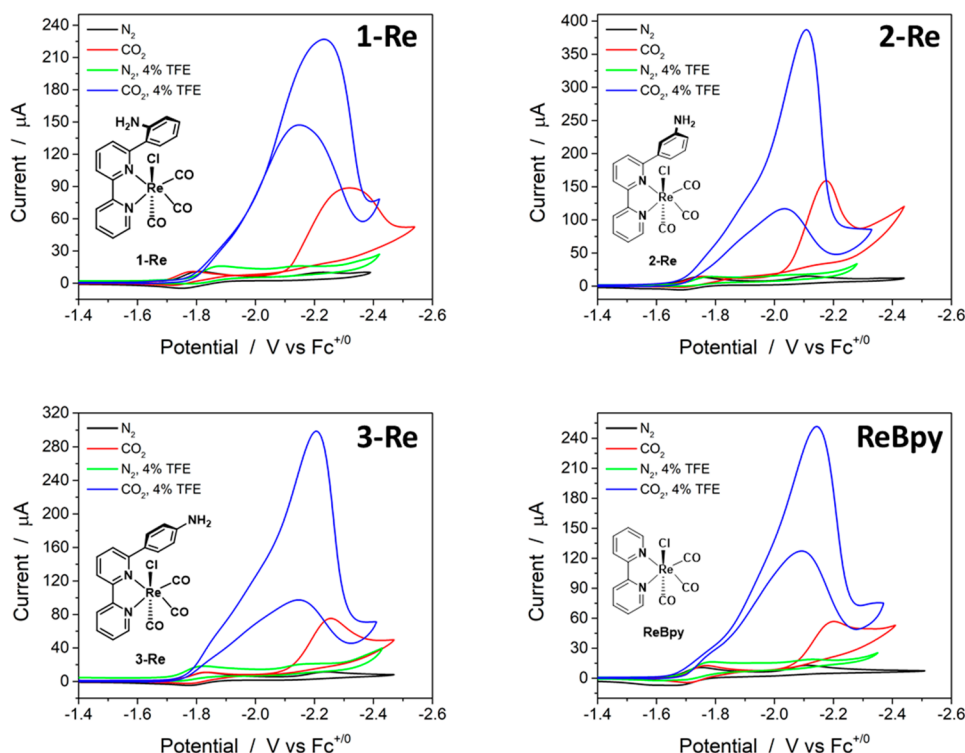 1-Re
N2
CO2
N2, 4% TFE
CO2, 4% TFE
240
210
180
150
120
90
60
30
0
Current / μA
H2N
Cl
N
Re
CO
N
CO
CO
1-Re
-1.4 -1.6 -1.8 -2.0 -2.2 -2.4 -2.6
Potential / V vs Fc+/0
2-Re
N2
CO2
N2, 4% TFE
CO2, 4% TFE
400
350
300
250
200
150
100
50
0
Current / μA
NH2
Cl
N
Re
CO
N
CO
CO
2-Re
-1.4 -1.6 -1.8 -2.0 -2.2 -2.4 -2.6
Potential / V vs Fc+/0
3-Re
N2
CO2
N2, 4% TFE
CO2, 4% TFE
320
280
240
200
160
120
80
40
0
Current / μA
NH2
Cl
N
Re
CO
N
CO
CO
3-Re
-1.4 -1.6 -1.8 -2.0 -2.2 -2.4 -2.6
Potential / V vs Fc+/0
ReBpy
N2
CO2
N2, 4% TFE
CO2, 4% TFE
240
210
180
150
120
90
60
30
0
Current / μA
Cl
N
Re
CO
N
CO
CO
ReBpy
-1.4 -1.6 -1.8 -2.0 -2.2 -2.4 -2.6
Potential / V vs Fc+/0